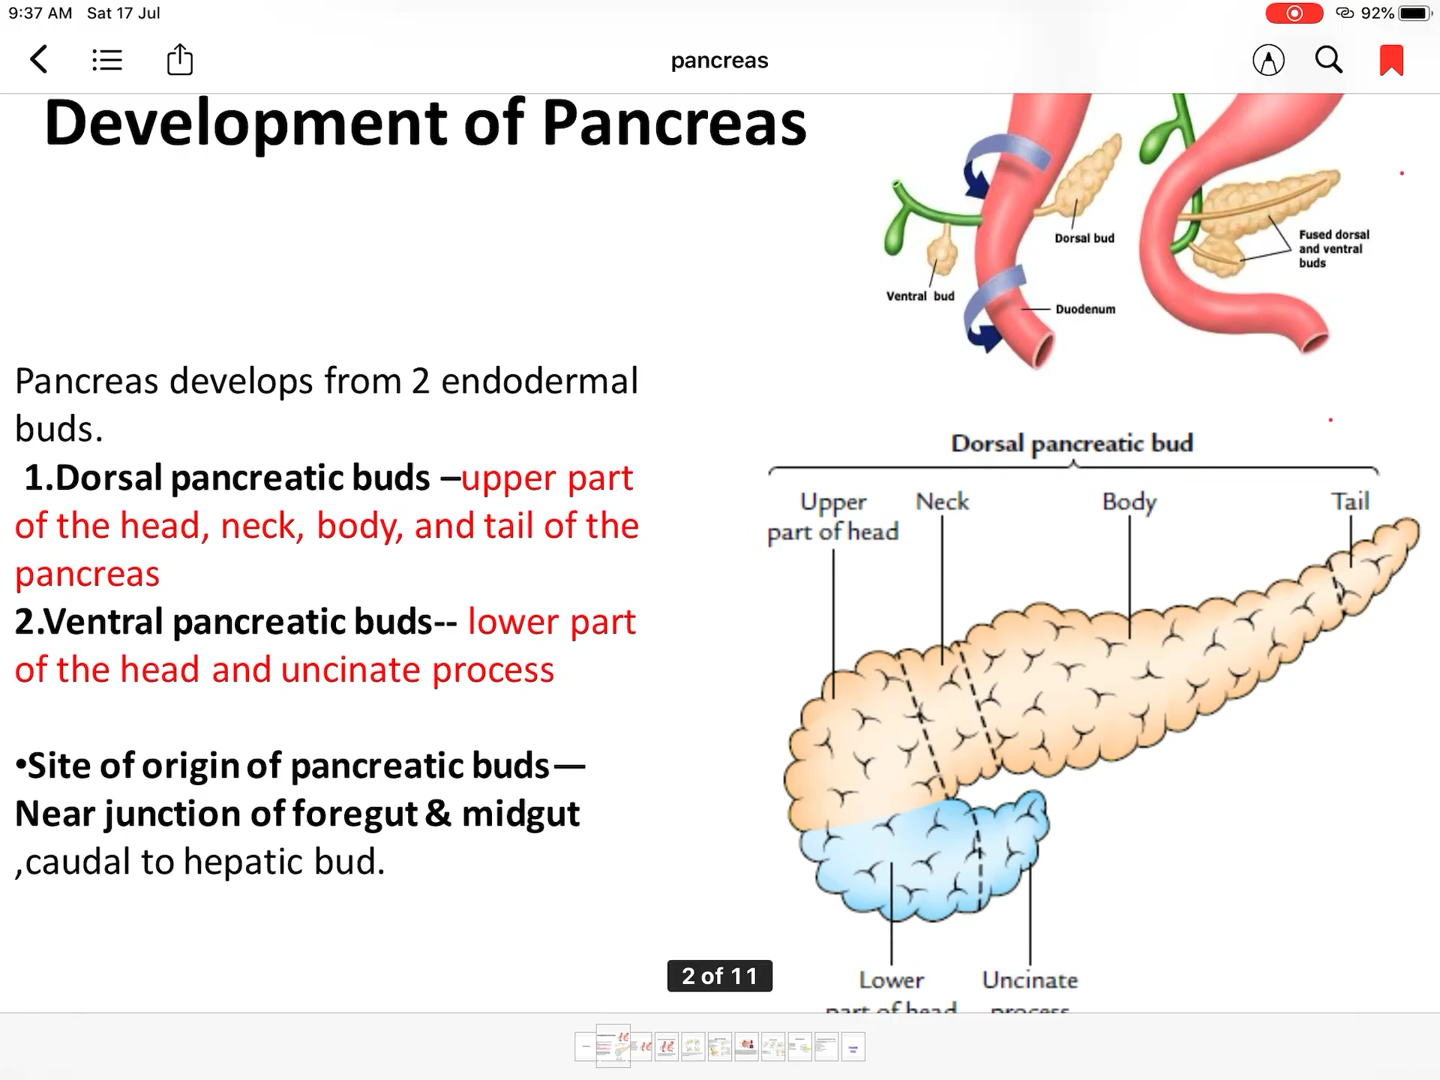 9:37 AM Sat 17 Jul
92%
pancreas
Development of Pancreas
Dorsal bud
Ventral bud
Duodenum
Fused dorsal
and ventral
buds
Pancreas develops from 2 endodermal
buds.
1.Dorsal pancreatic buds –upper part
of the head, neck, body, and tail of the
pancreas
2.Ventral pancreatic buds-- lower part
of the head and uncinate process
•Site of origin of pancreatic buds—
Near junction of foregut & midgut
,caudal to hepatic bud.
Dorsal pancreatic bud
Upper
part of head
Neck
Body
Tail
Lower
part of head
Uncinate
process
2 of 11